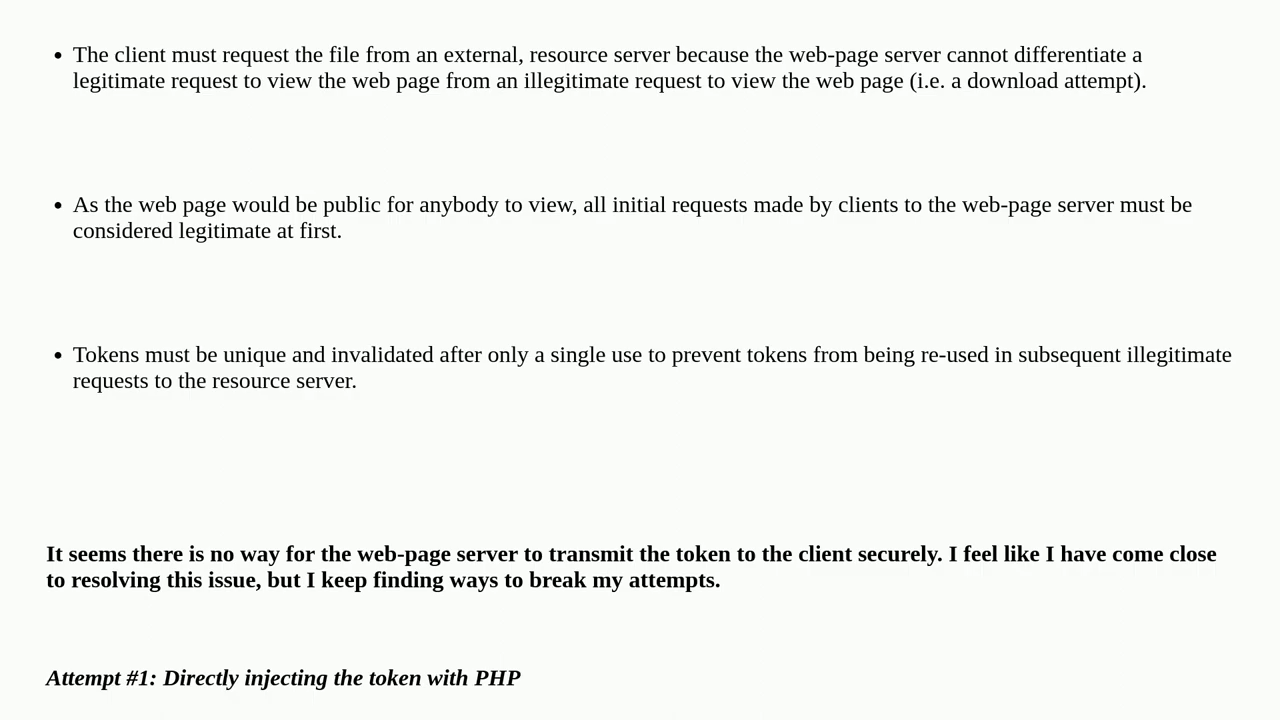 • The client must request the file from an external, resource server because the web-page server cannot differentiate a
legitimate request to view the web page from an illegitimate request to view the web page (i.e. a download attempt).
• As the web page would be public for anybody to view, all initial requests made by clients to the web-page server must be
considered legitimate at first.
• Tokens must be unique and invalidated after only a single use to prevent tokens from being re-used in subsequent illegitimate
requests to the resource server.
It seems there is no way for the web-page server to transmit the token to the client securely. I feel like I have come close
to resolving this issue, but I keep finding ways to break my attempts.
Attempt #1: Directly injecting the token with PHP